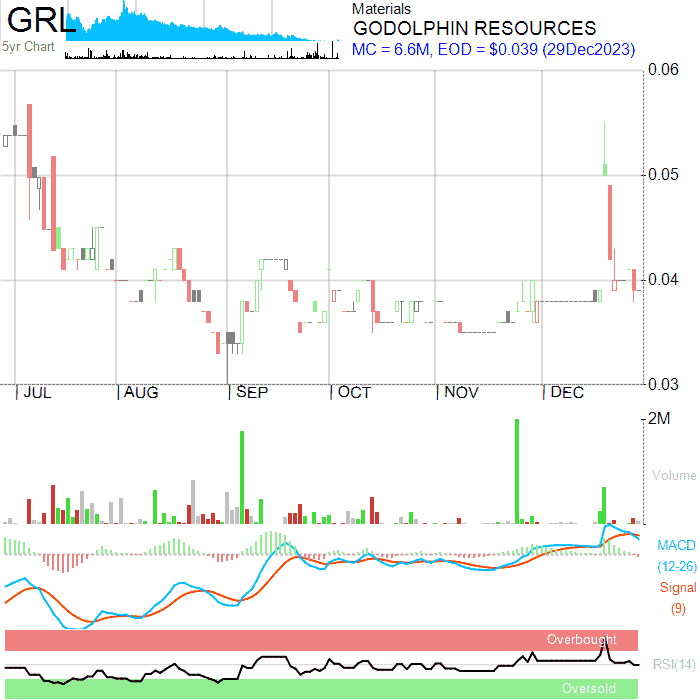 GRL
5yr Chart
Materials
GODOLPHIN RESOURCES
MC = 6.6M, EOD = $0.039 (29Dec2023)
0.06
0.05
0.04
0.03
JUL
AUG
SEP
OCT
NOV
DEC
2M
Volume
MACD
(12-26)
Signal
(9)
Overbought
RSI(14)
Oversold